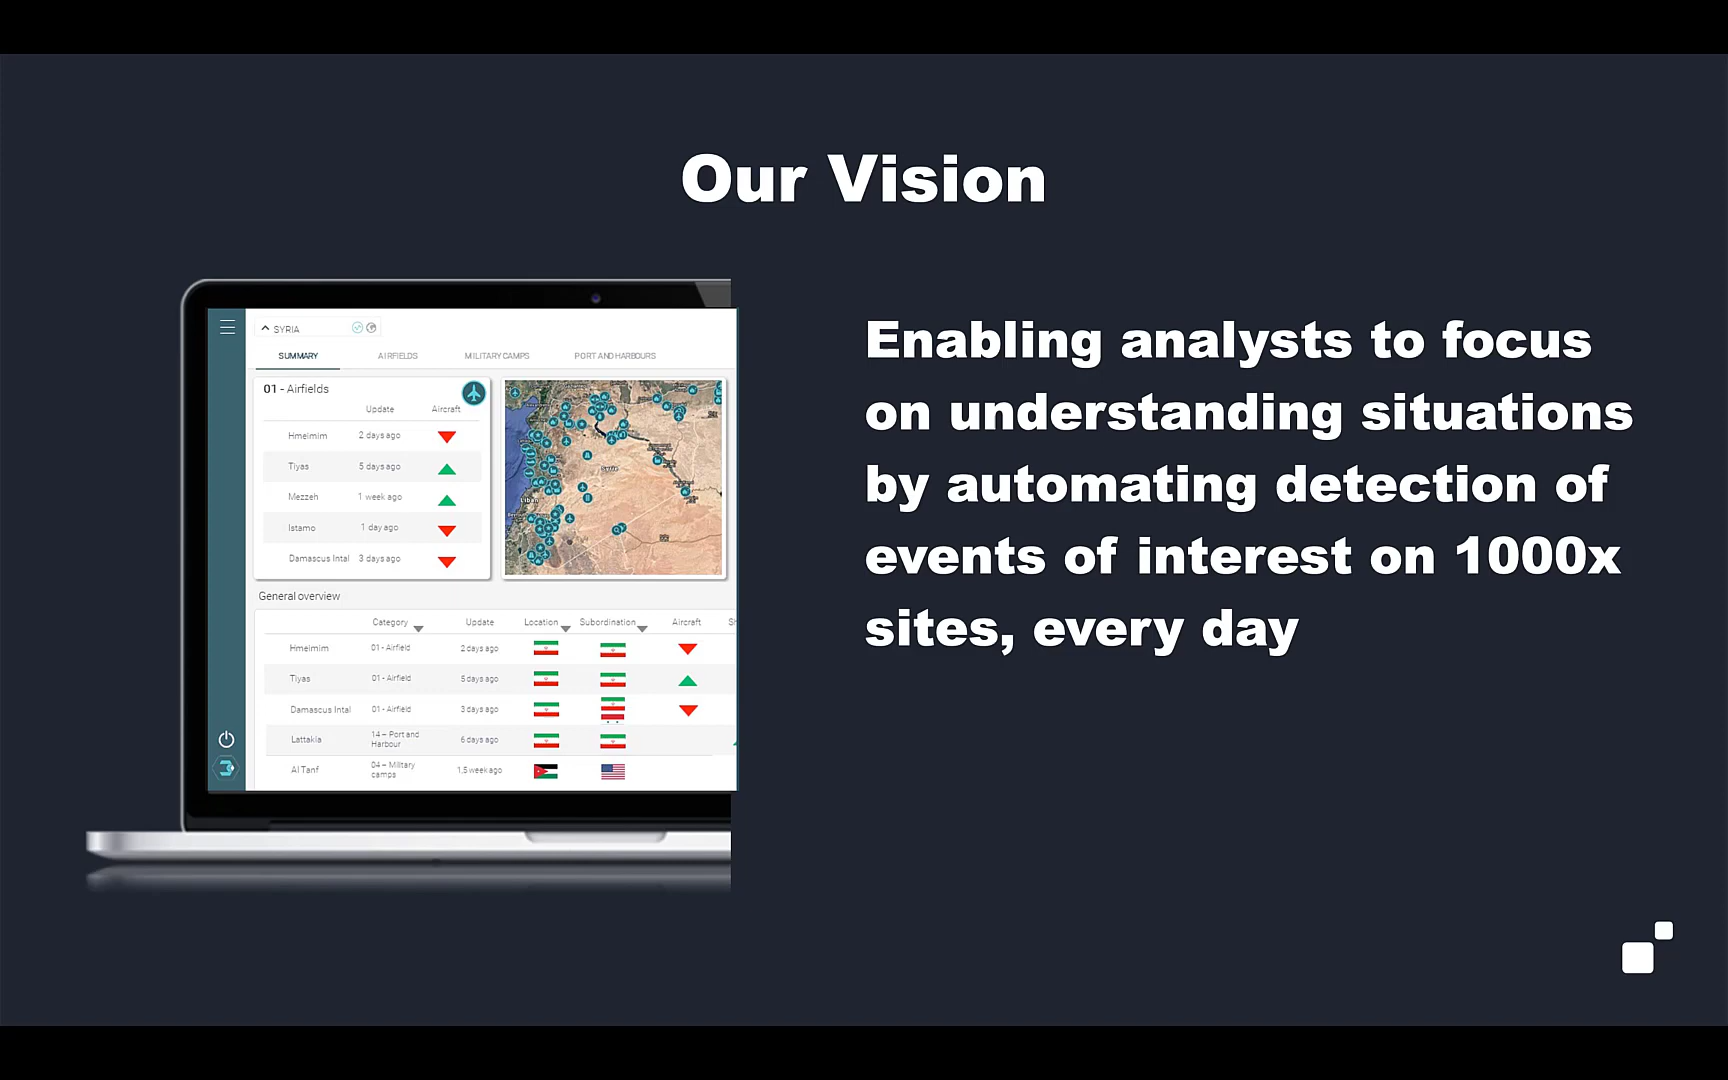 Our Vision
SYRIA
SUMMARY AIRFIELDS MILITARY CAMPS PORT AND HARBOURS
01 - Airfields
Update Aircraft
Hmeimim 2 days ago
Tiyas 5 days ago
Mezzeh 1 week ago
Istamo 1 day ago
Damascus Intal 3 days ago
Syria
General overview
Category Update Location Subordination Aircraft
Hmeimim 01 - Airfield 2 days ago
Tiyas 01 - Airfield 5 days ago
Damascus Intal 01 - Airfield 3 days ago
Lattakia 14 – Port and Harbour 6 days ago
Al Tanf 04 – Military camps 1,5 week ago
Enabling analysts to focus
on understanding situations
by automating detection of
events of interest on 1000x
sites, every day